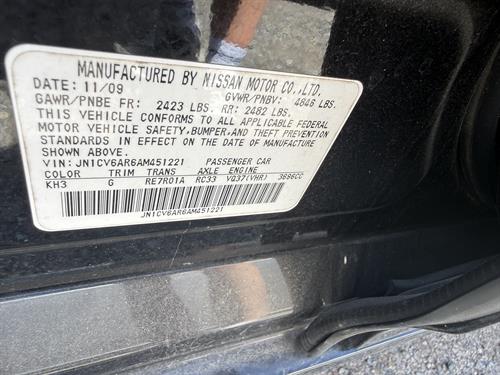 MANUFACTURED BY NISSAN MOTOR CO.,LTD.
DATE: 11/09 GVWR/PNBV: 4846 LBS.
GAWR/PNBE FR: 2423 LBS. RR: 2482 LBS.
THIS VEHICLE CONFORMS TO ALL APPLICABLE FEDERAL
MOTOR VEHICLE SAFETY, BUMPER, AND THEFT PREVENTION
STANDARDS IN EFFECT ON THE DATE OF MANUFACTURE
SHOWN ABOVE.
VIN: JN1CV6AR6AM451221 PASSENGER CAR
COLOR TRIM TRANS AXLE ENGINE
KH3 G RE7R01A RC33 VQ37(VHR) 3696CC
JN1CV6AR6AM451221